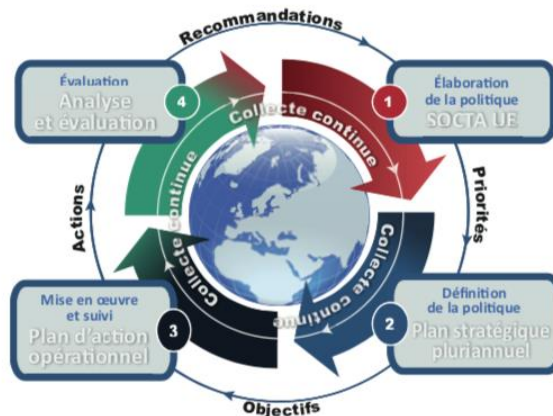 Recommandations
1
Élaboration
de la politique
SOCTA UE
Collecte continue
Priorités
2
Définition
de la politique
Plan stratégique
pluriannuel
Collecte continue
Objectifs
3
Mise en œuvre
et suivi
Plan d'action
opérationnel
Collecte continue
Actions
4
Évaluation
Analyse
et évaluation